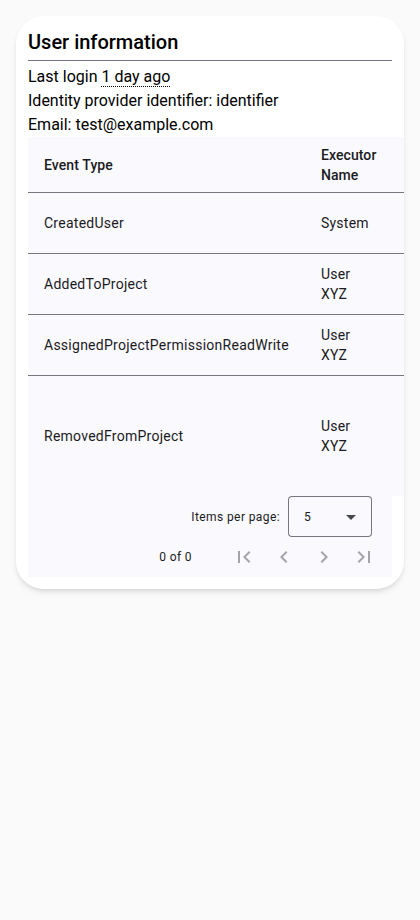 User information
Last login 1 day ago
Identity provider identifier: identifier
Email: test@example.com
Event Type
Executor
Name
CreatedUser
System
AddedToProject
User
XYZ
AssignedProjectPermissionReadWrite
User
XYZ
RemovedFromProject
User
XYZ
Items per page:
5
0 of 0